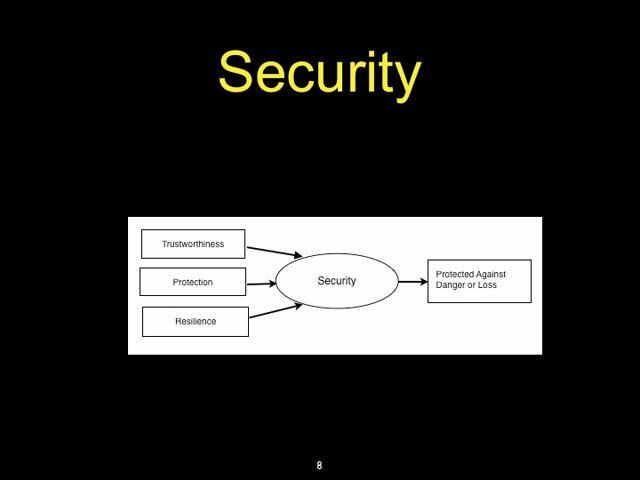 Security
Trustworthiness
Protection
Resilience
Security
Protected Against
Danger or Loss
8